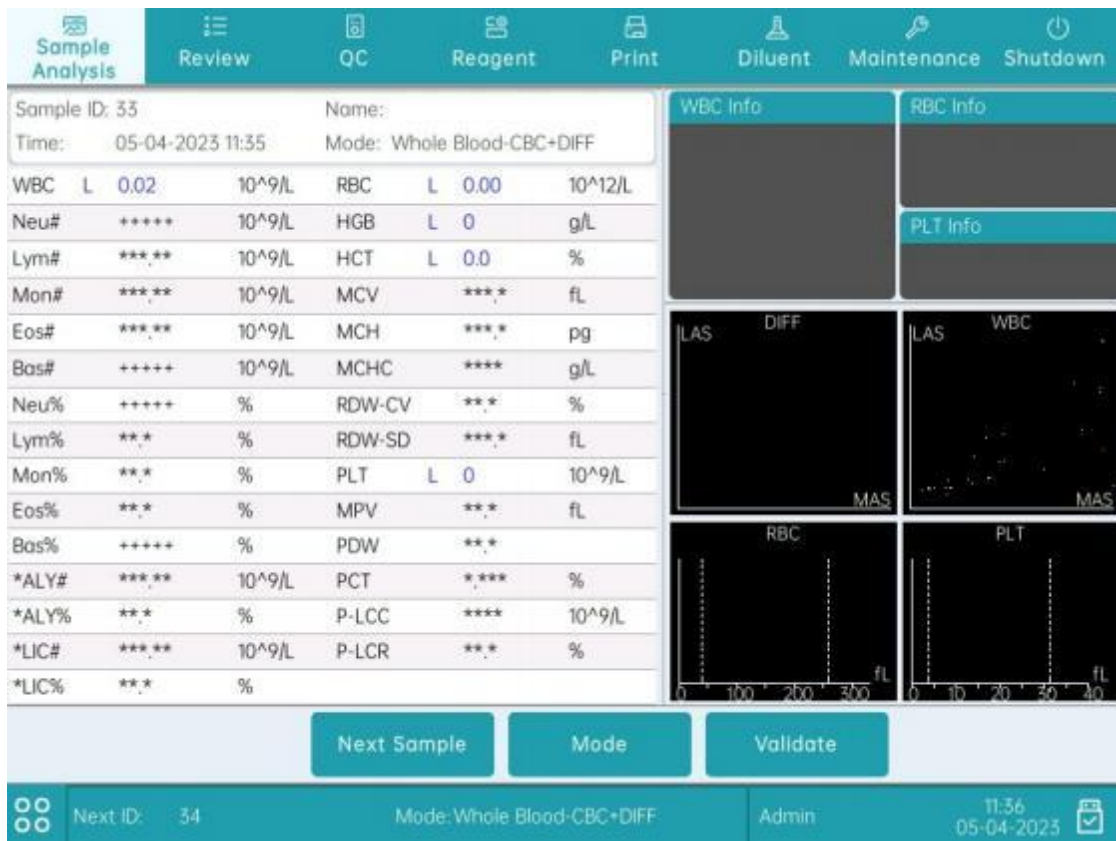 Sample Analysis
Review
QC
Reagent
Print
Diluent
Maintenance
Shutdown
Sample ID: 33 Name:
Time: 05-04-2023 11:35 Mode: Whole Blood-CBC+DIFF
WBC L 0.02 10^9/L RBC L 0.00 10^12/L
Neu# +++++ 10^9/L HGB L 0 g/L
Lym# ***.** 10^9/L HCT L 0.0 %
Mon# ***.** 10^9/L MCV ***.* fL
Eos# ***.** 10^9/L MCH ***.* pg
Bas# +++++ 10^9/L MCHC **** g/L
Neu% +++++ % RDW-CV **.* %
Lym% **.* % RDW-SD ***.* fL
Mon% **.* % PLT L 0 10^9/L
Eos% **.* % MPV **.* fL
Bas% +++++ % PDW **.*
*ALY# ***.** 10^9/L PCT *.*** %
*ALY% **.* % P-LCC **** 10^9/L
*LIC# ***.** 10^9/L P-LCR **.* %
*LIC% **.* %
WBC Info
RBC Info
PLT Info
LAS DIFF MAS
LAS WBC MAS
RBC
0 100 200 300 fL
PLT
0 10 20 30 40 fL
Next Sample
Mode
Validate
Next ID: 34 Mode: Whole Blood-CBC+DIFF Admin 11:36
05-04-2023